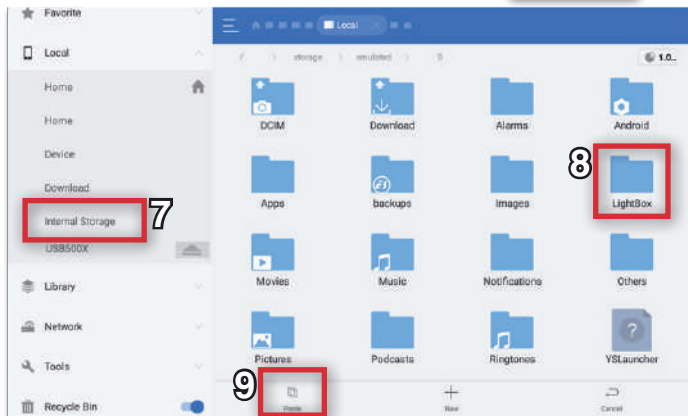 Favorite
Local
Local
/ storage emulated 0
1.0..
Home
Home
Device
Download
Internal Storage
7
USB500X
Library
Network
Tools
Recycle Bin
DCIM
Download
Alarms
Android
8
Apps
backups
Images
LightBox
Movies
Music
Notifications
Others
Pictures
Podcasts
Ringtones
YSLauncher
9
Paste
New
Cancel